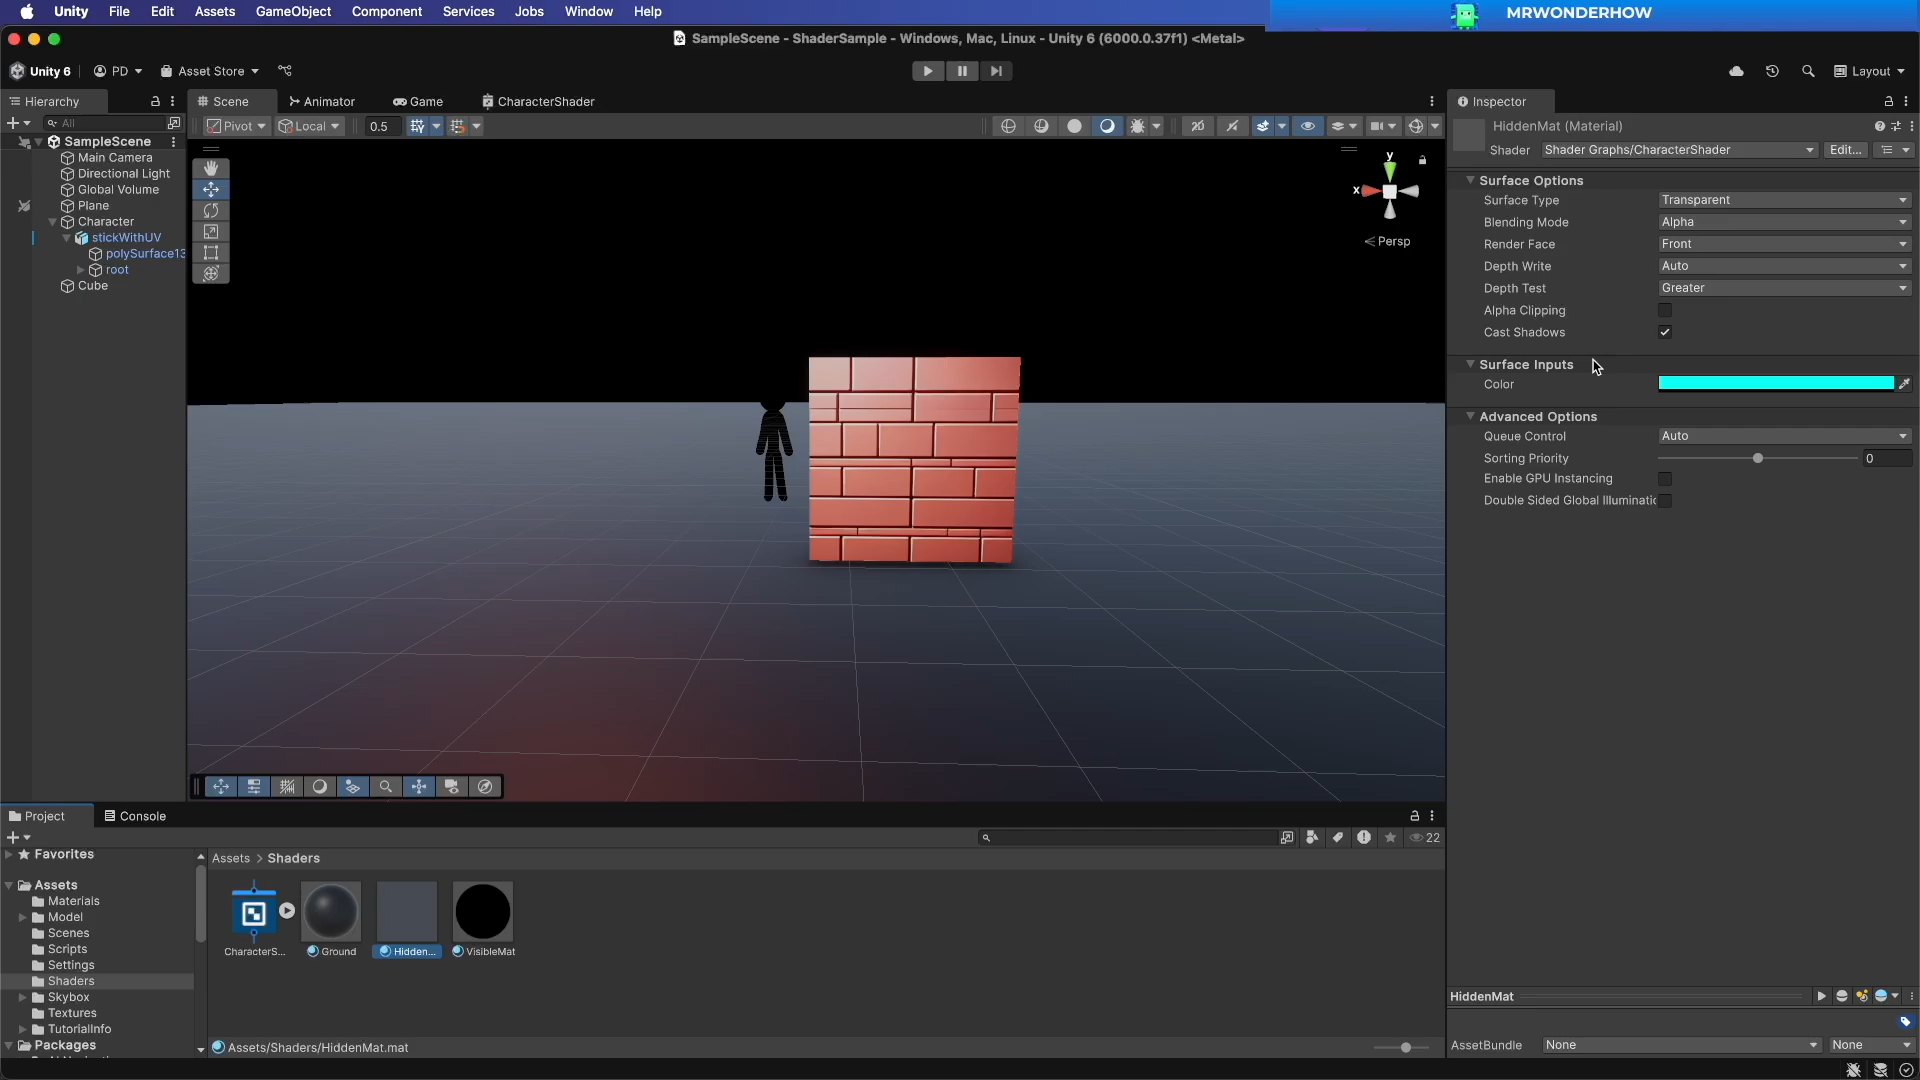 Unity File Edit Assets GameObject Component Services Jobs Window Help
MRWONDERHOW
SampleScene - ShaderSample - Windows, Mac, Linux - Unity 6 (6000.0.37f1) <Metal>
Unity 6 PD Asset Store Layout
Hierarchy Scene Animator Game CharacterShader Inspector
All Pivot Local 0.5 2D
SampleScene
Main Camera
Directional Light
Global Volume
Plane
Character
stickWithUV
polySurface13
root
Cube
y
x
Persp
HiddenMat (Material)
Shader Shader Graphs/CharacterShader Edit...
Surface Options
Surface Type Transparent
Blending Mode Alpha
Render Face Front
Depth Write Auto
Depth Test Greater
Alpha Clipping
Cast Shadows
Surface Inputs
Color
Advanced Options
Queue Control Auto
Sorting Priority 0
Enable GPU Instancing
Double Sided Global Illuminatic
Project Console
22
Favorites
Assets
Materials
Model
Scenes
Scripts
Settings
Shaders
Skybox
Textures
TutorialInfo
Packages
Assets > Shaders
CharacterS... Ground Hidden... VisibleMat
Assets/Shaders/HiddenMat.mat
HiddenMat
AssetBundle None None